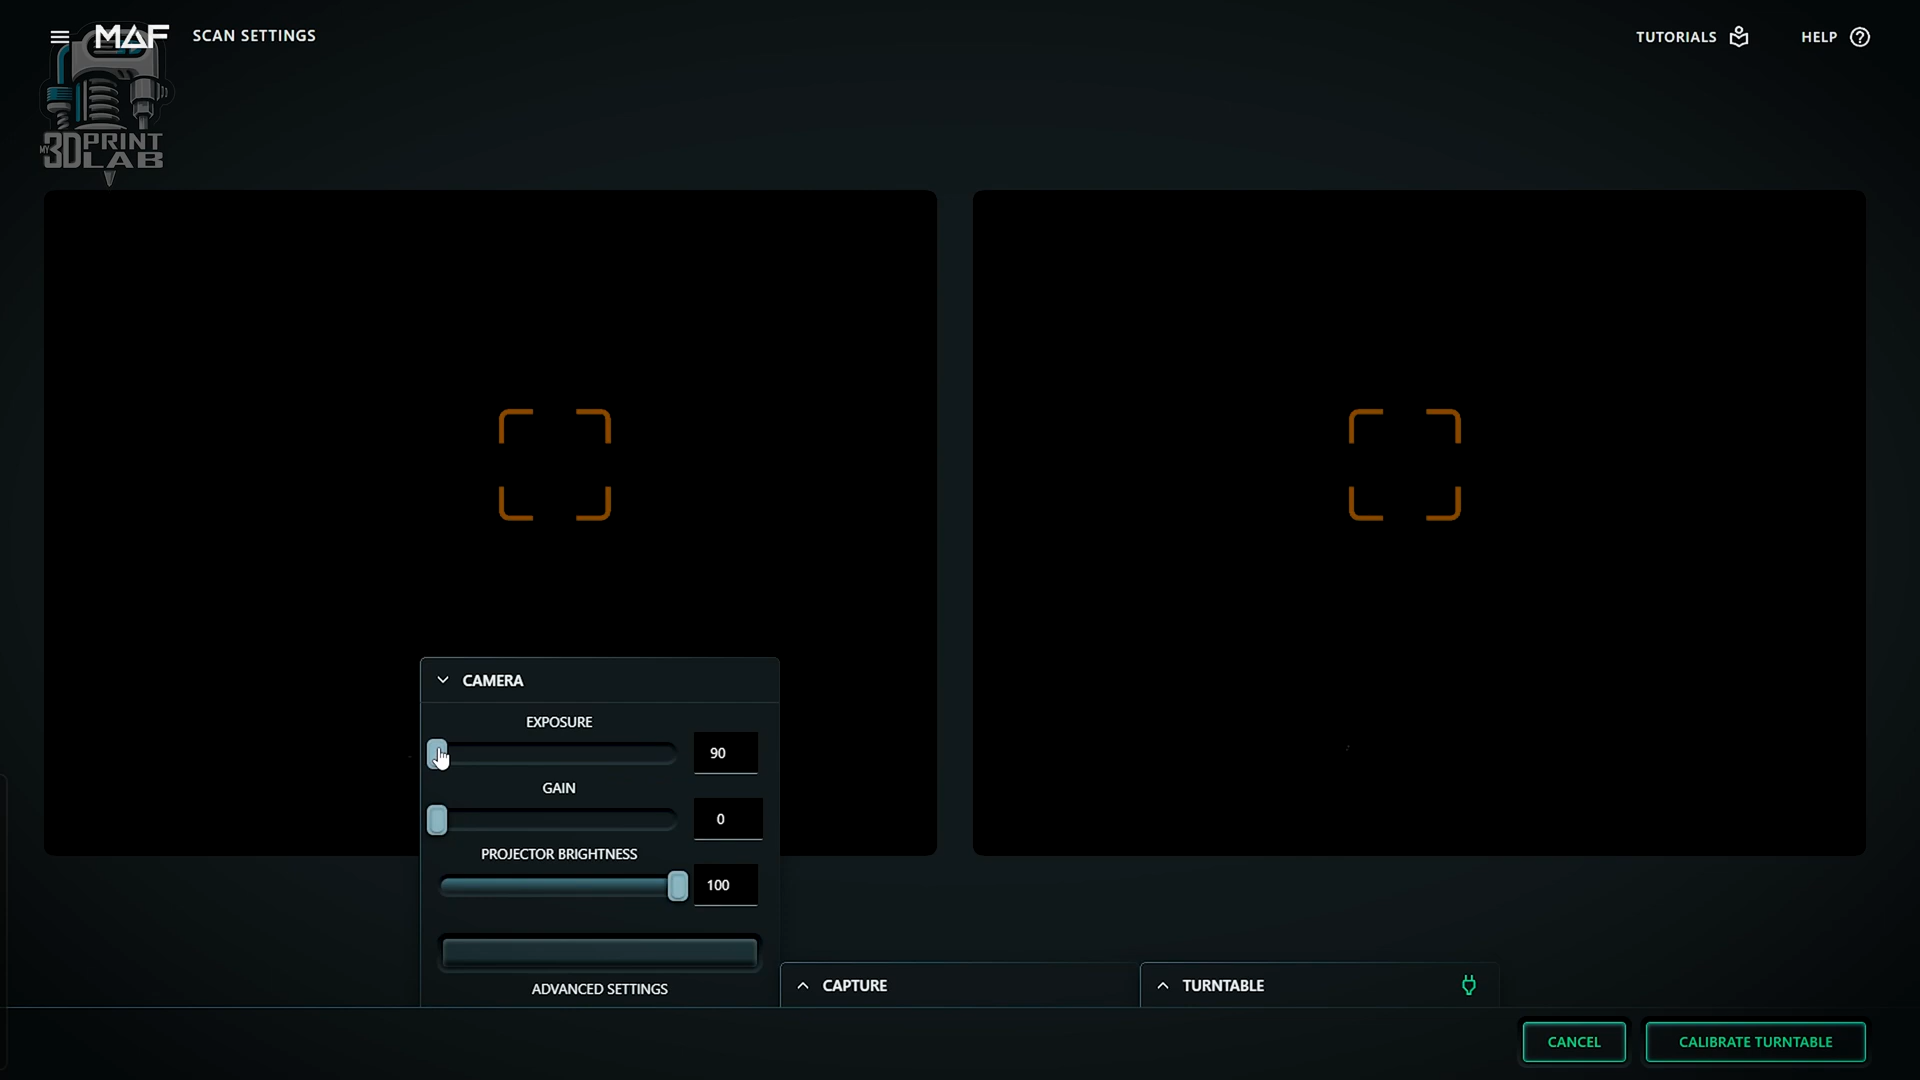 MAF SCAN SETTINGS
TUTORIALS
HELP ?
MY 3D PRINT LAB
CAMERA
EXPOSURE
90
GAIN
0
PROJECTOR BRIGHTNESS
100
ADVANCED SETTINGS
CAPTURE
TURNTABLE
CANCEL
CALIBRATE TURNTABLE